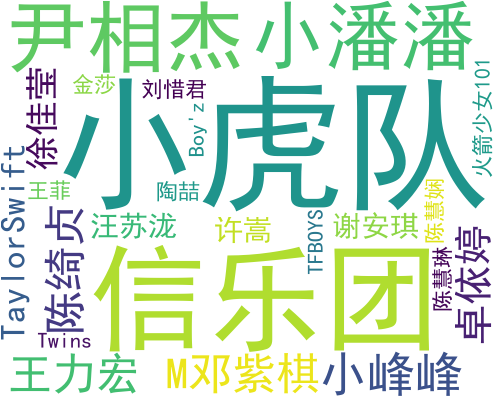 尹相杰
小潘潘
金莎
刘惜君
徐佳莹
小虎队
Boy'z
火箭少女101
TaylorSwift
王菲
陶喆
陈绮贞
汪苏泷
许嵩
TFBOYS
谢安琪
陈慧娴
陈慧琳
卓依婷
信乐团
Twins
王力宏
M邓紫棋
小峰峰